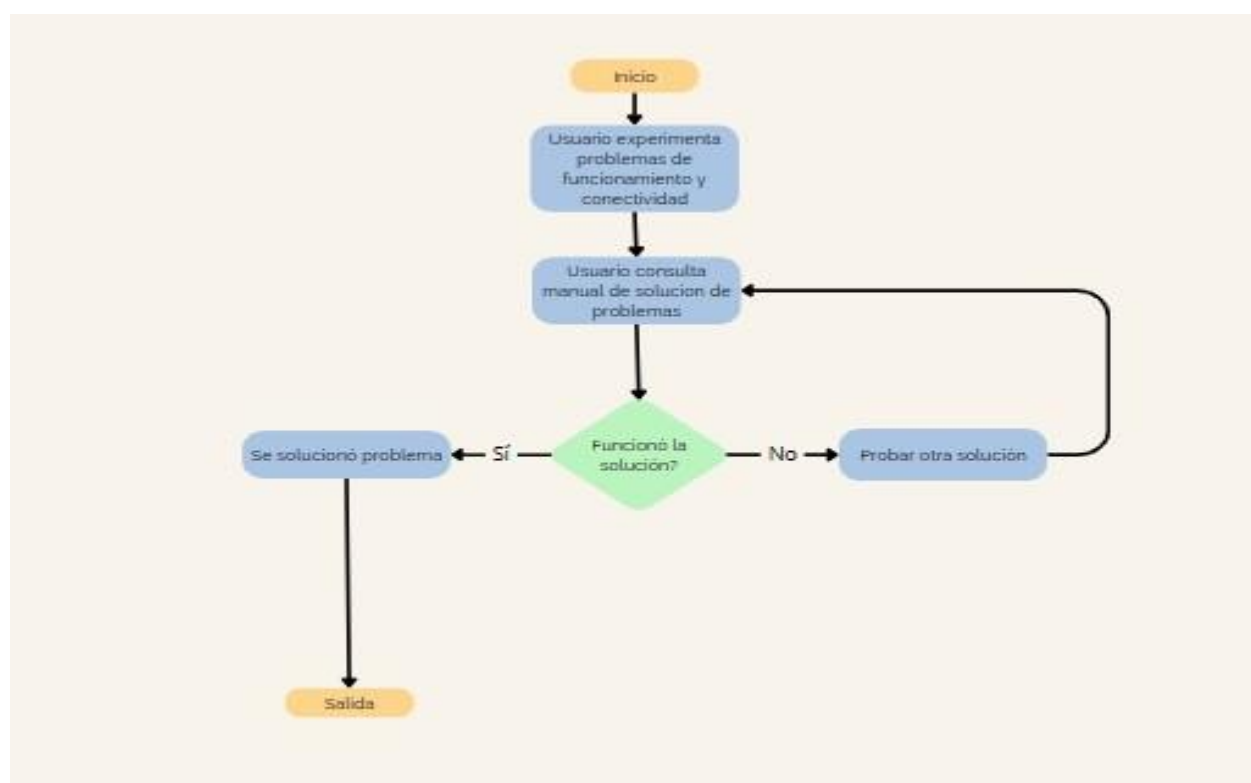 Inicio
Usuario experimenta
problemas de
funcionamiento y
conectividad
Usuario consulta
manual de solucion de
problemas
Funcionó la
solución?
Sí
No
Se solucionó problema
Probar otra solución
Salida